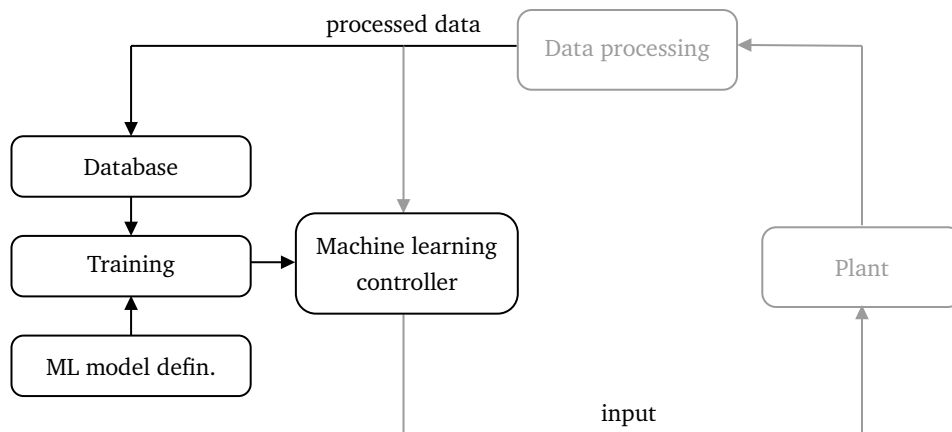 processed data
Data processing
Database
Training
Machine learning
controller
Plant
ML model defin.
input